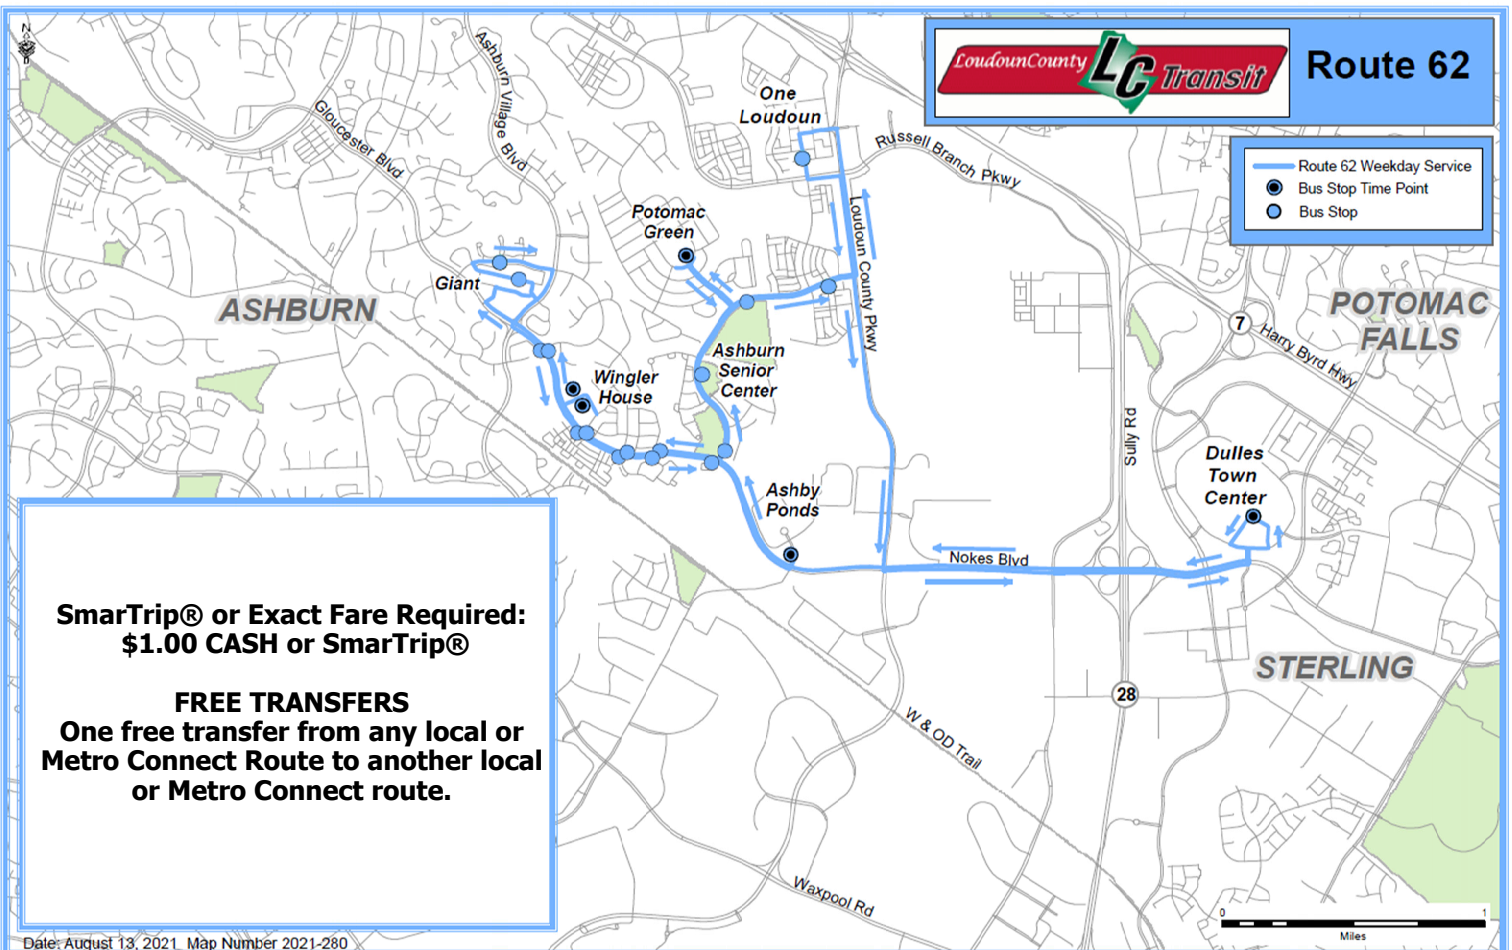 N
LoudounCounty
LC Transit
Route 62
Route 62 Weekday Service
Bus Stop Time Point
Bus Stop
Ashburn Village Blvd
Gloucester Blvd
One
Loudoun
Russell Branch Pkwy
Loudoun County Pkwy
Potomac
Green
Giant
ASHBURN
POTOMAC
FALLS
7
Harry Byrd Hwy
Ashburn
Senior
Center
Wingler
House
Sully Rd
Dulles
Town
Center
Ashby
Ponds
Nokes Blvd
STERLING
28
W & OD Trail
Waxpool Rd
SmarTrip® or Exact Fare Required:
$1.00 CASH or SmarTrip®
FREE TRANSFERS
One free transfer from any local or
Metro Connect Route to another local
or Metro Connect route.
0 1
Miles
Date: August 13, 2021 Map Number 2021-280